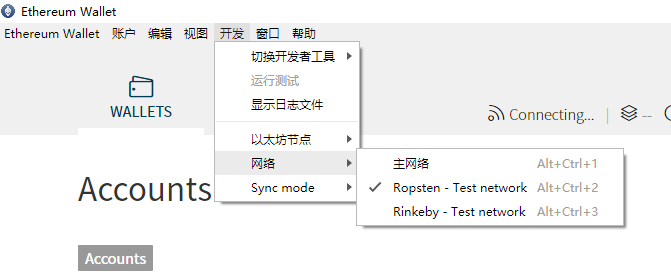 Ethereum Wallet
Ethereum Wallet 账户 编辑 视图 开发 窗口 帮助
切换开发者工具
运行测试
显示日志文件
WALLETS
Connecting... | --
以太坊节点
网络
主网络 Alt+Ctrl+1
Sync mode
Ropsten - Test network Alt+Ctrl+2
Accounts
Rinkeby - Test network Alt+Ctrl+3
Accounts